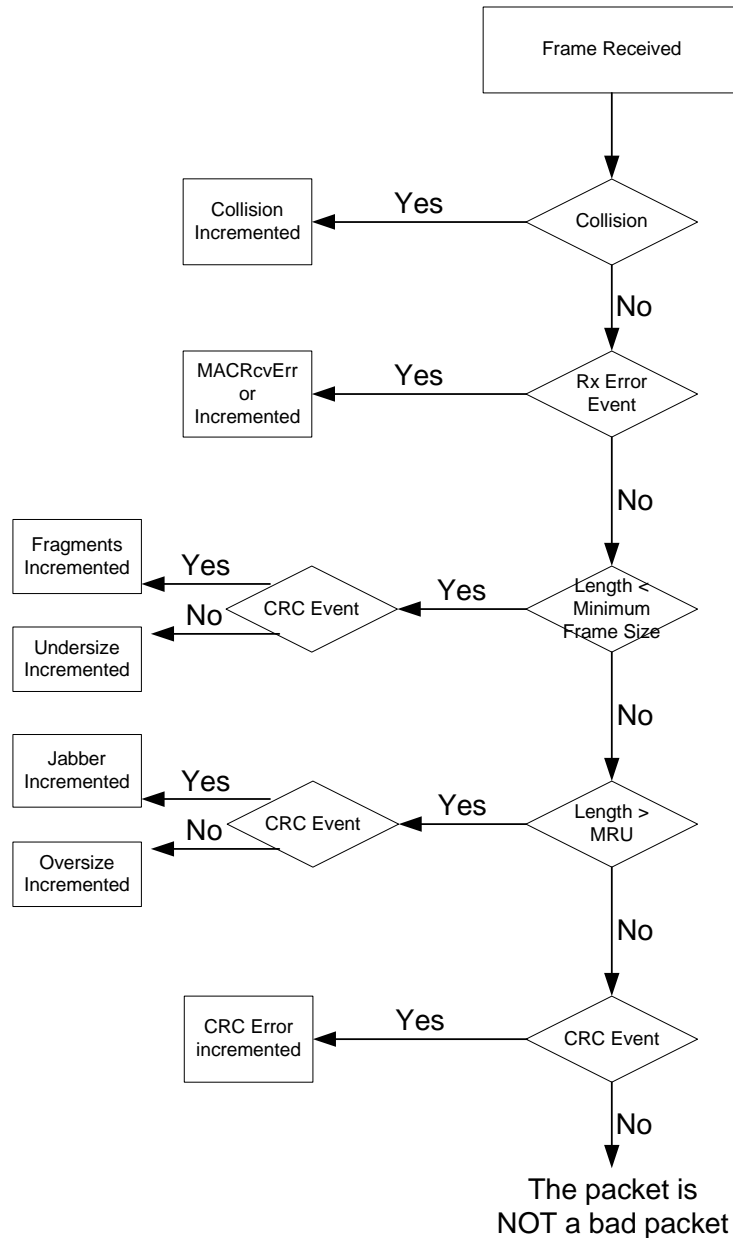 Frame Received
Collision
Incremented
Yes
Collision
No
MACRcvErr
or
Incremented
Yes
Rx Error
Event
No
Fragments
Incremented
Yes
No
Undersize
Incremented
CRC Event
Yes
Length <
Minimum
Frame Size
No
Jabber
Incremented
Yes
No
Oversize
Incremented
CRC Event
Yes
Length >
MRU
No
CRC Error
incremented
Yes
CRC Event
No
The packet is
NOT a bad packet